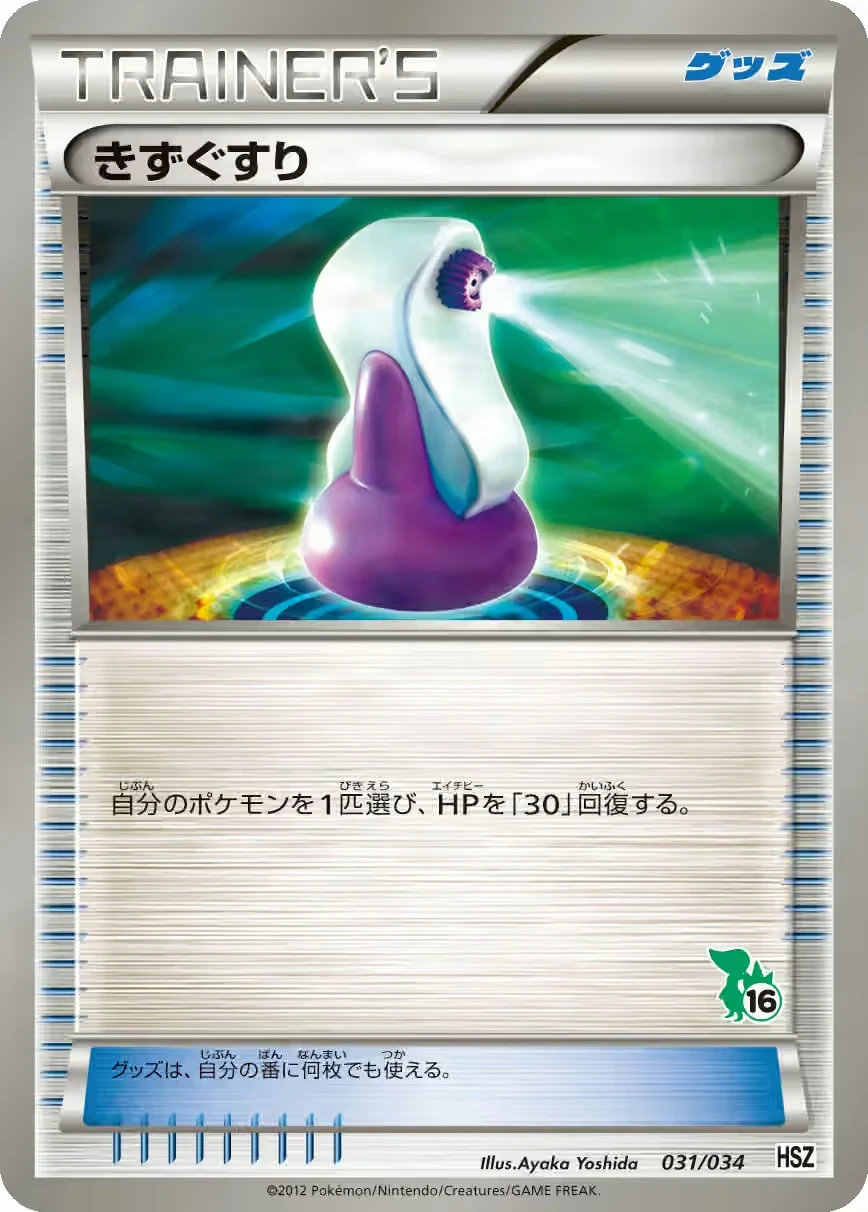 TRAINER'S
グッズ
きずぐすり
じぶん びきえら エイチピー かいふく
自分のポケモンを1匹選び、HPを「30」回復する。
16
じぶん ばん なんまい つか
グッズは、自分の番に何枚でも使える。
Illus.Ayaka Yoshida 031/034 HSZ
©2012 Pokémon/Nintendo/Creatures/GAME FREAK.